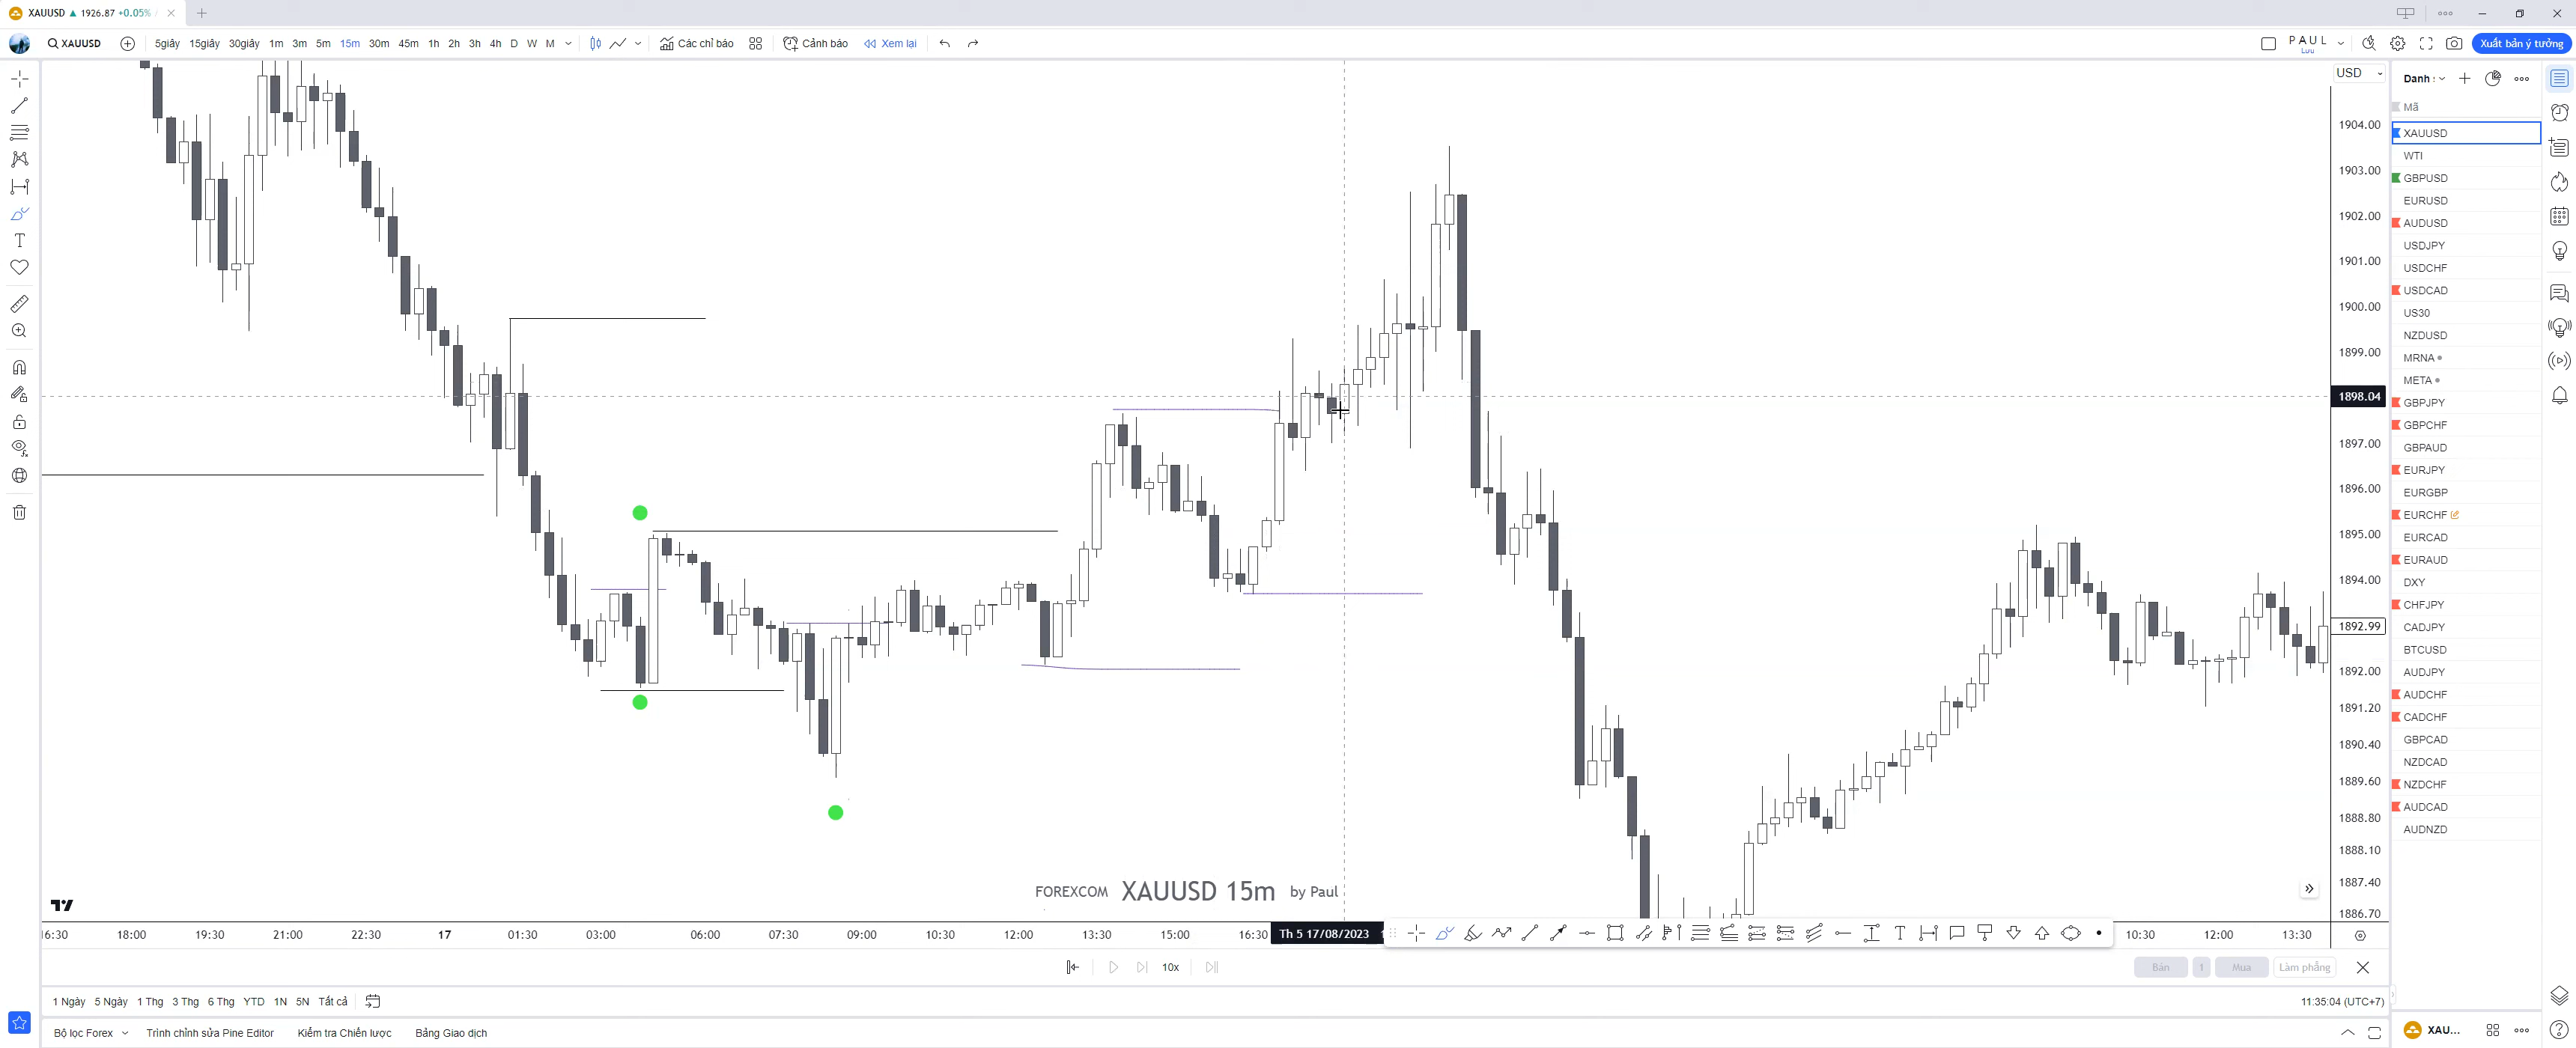 XAUUSD ▲ 1926.87 +0.05% /
XAUUSD 5giây 15giây 30giây 1m 3m 5m 15m 30m 45m 1h 2h 3h 4h D W M Các chỉ báo Cảnh báo Xem lại PAUL Lưu Xuất bản ý tưởng
USD
1904.00
1903.00
1902.00
1901.00
1900.00
1899.00
1898.04
1897.00
1896.00
1895.00
1894.00
1892.99
1892.00
1891.20
1890.40
1889.60
1888.80
1888.10
1887.40
1886.70
Danh :
Mã
XAUUSD
WTI
GBPUSD
EURUSD
AUDUSD
USDJPY
USDCHF
USDCAD
US30
NZDUSD
MRNA
META
GBPJPY
GBPCHF
GBPAUD
EURJPY
EURGBP
EURCHF
EURCAD
EURAUD
DXY
CHFJPY
CADJPY
BTCUSD
AUDJPY
AUDCHF
CADCHF
GBPCAD
NZDCAD
NZDCHF
AUDCAD
AUDNZD
FOREXCOM XAUUSD 15m by Paul
16:30 18:00 19:30 21:00 22:30 17 01:30 03:00 06:00 07:30 09:00 10:30 12:00 13:30 15:00 16:30 Th 5 17/08/2023 10:30 12:00 13:30
10x Bán 1 Mua Làm phẳng
1 Ngày 5 Ngày 1 Thg 3 Thg 6 Thg YTD 1N 5N Tất cả 11:35:04 (UTC+7)
Bộ lọc Forex Trình chỉnh sửa Pine Editor Kiểm tra Chiến lược Bảng Giao dịch XAU...